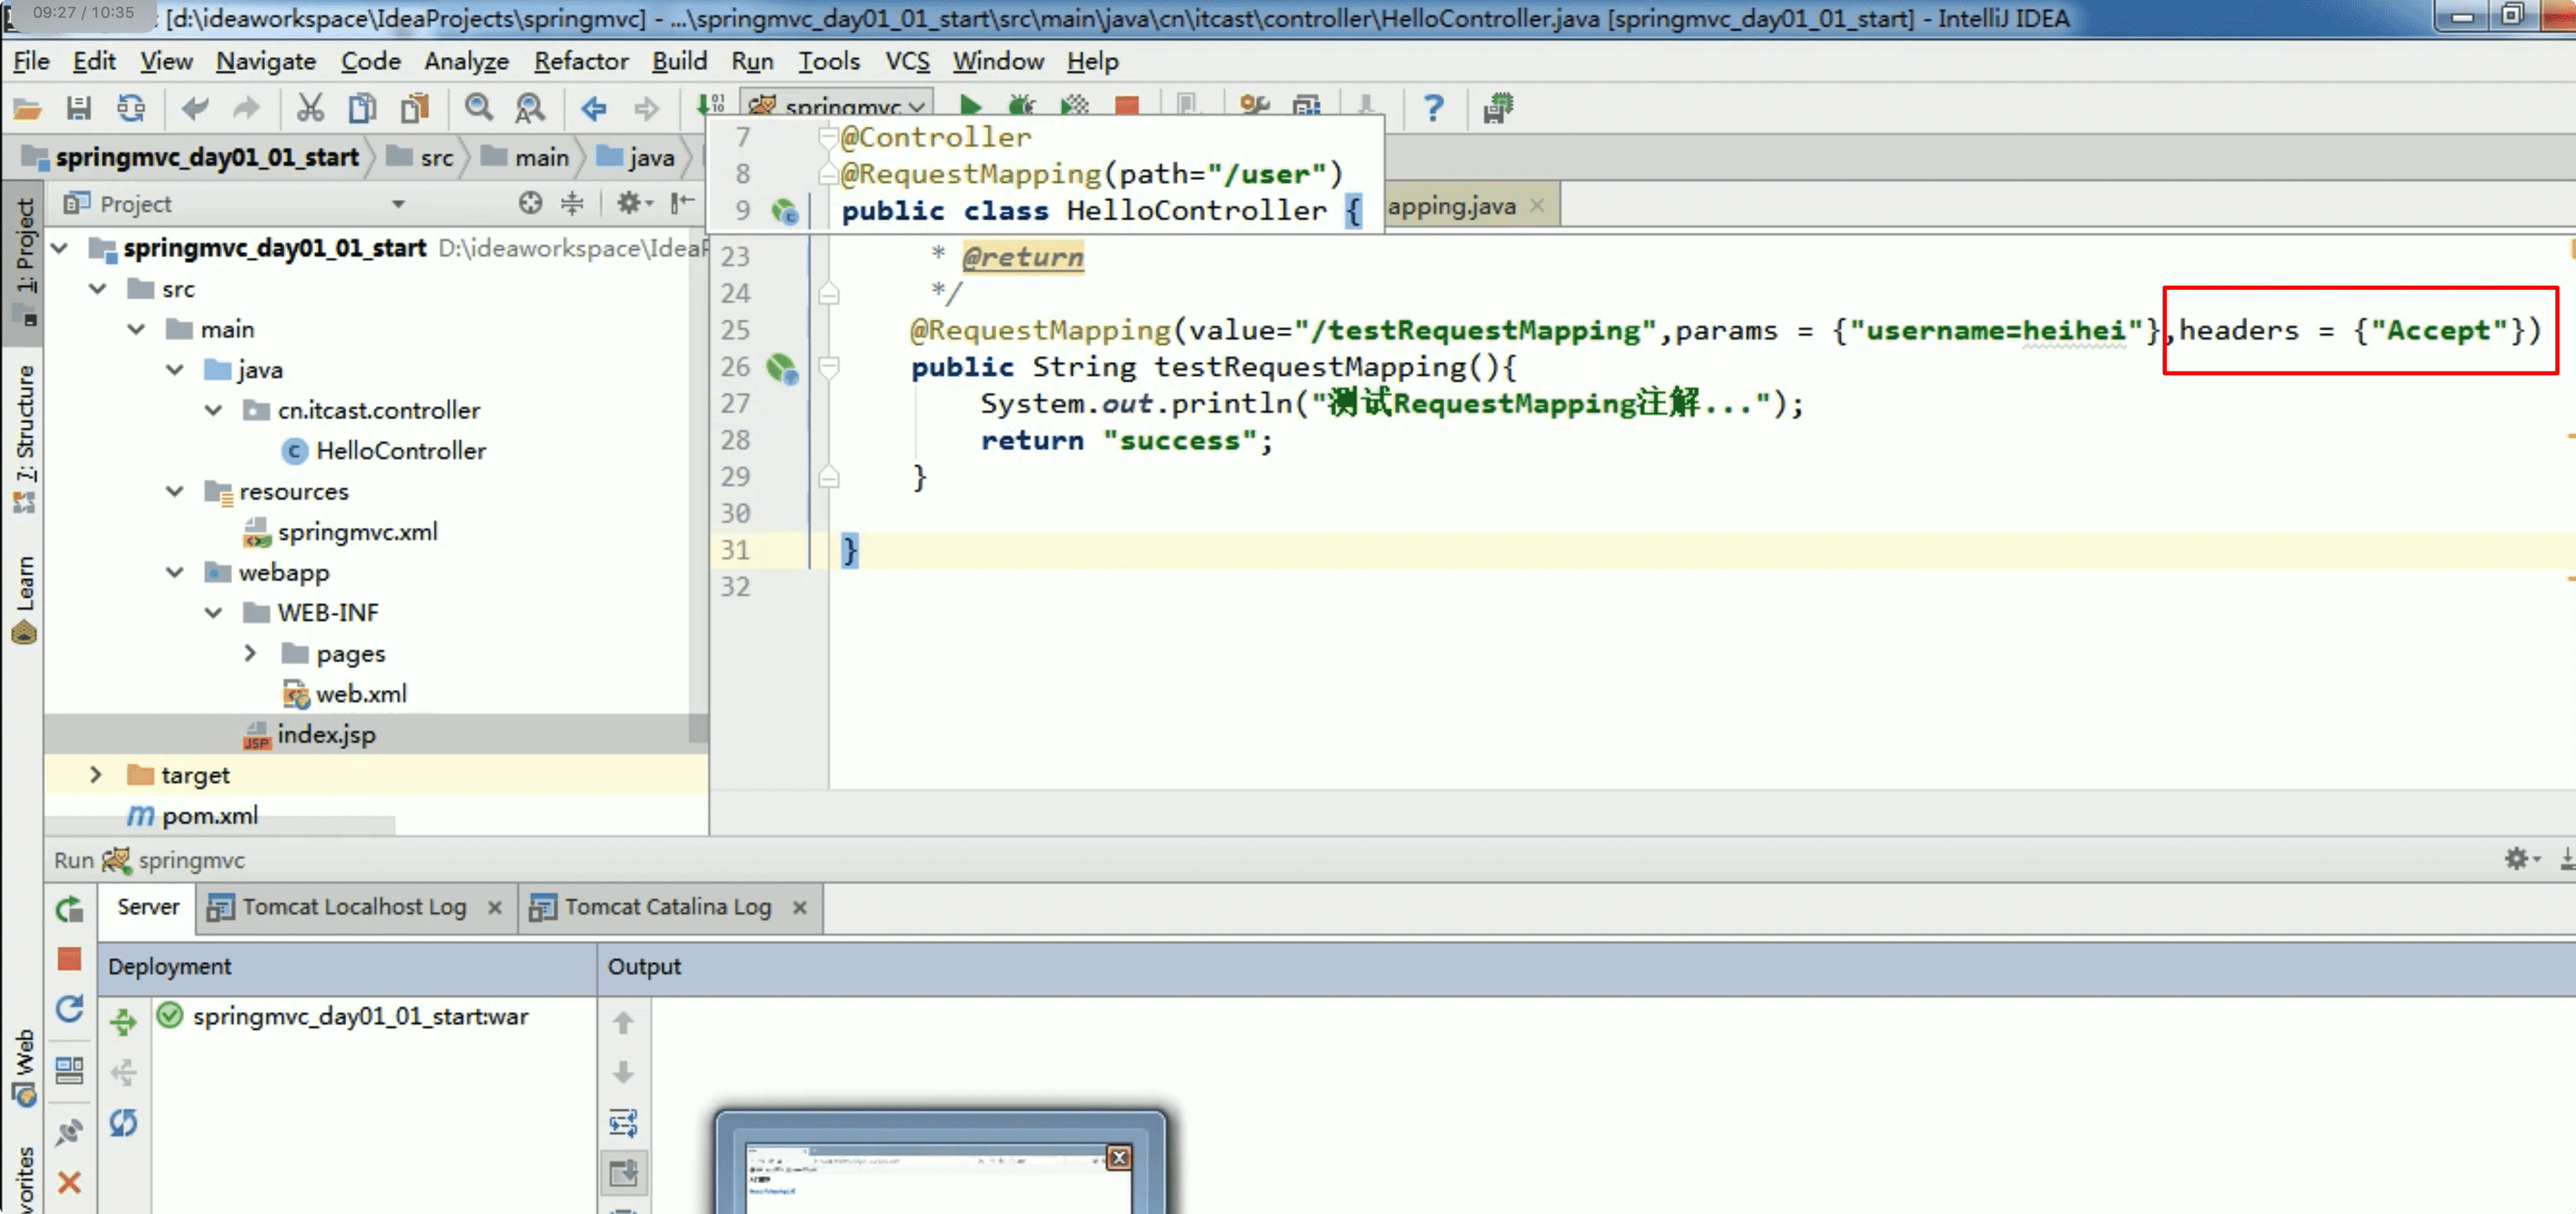 09:27 / 10:35
[d:\ideaworkspace\IdeaProjects\springmvc] - ...\springmvc_day01_01_start\src\main\java\cn\itcast\controller\HelloController.java [springmvc_day01_01_start] - IntelliJ IDEA
File Edit View Navigate Code Analyze Refactor Build Run Tools VCS Window Help
springmvc
springmvc_day01_01_start src main java
Project
apping.java
7 @Controller
8 @RequestMapping(path="/user")
9 public class HelloController {
23 * @return
24 */
25 @RequestMapping(value="/testRequestMapping",params = {"username=heihei"},headers = {"Accept"})
26 public String testRequestMapping(){
27 System.out.println("测试RequestMapping注解...");
28 return "success";
29 }
30
31 }
32
1: Project
7: Structure
Learn
Web
vorites
springmvc_day01_01_start D:\ideaworkspace\Idea
src
main
java
cn.itcast.controller
HelloController
resources
springmvc.xml
webapp
WEB-INF
pages
web.xml
index.jsp
target
pom.xml
Run springmvc
Server Tomcat Localhost Log Tomcat Catalina Log
Deployment Output
springmvc_day01_01_start:war